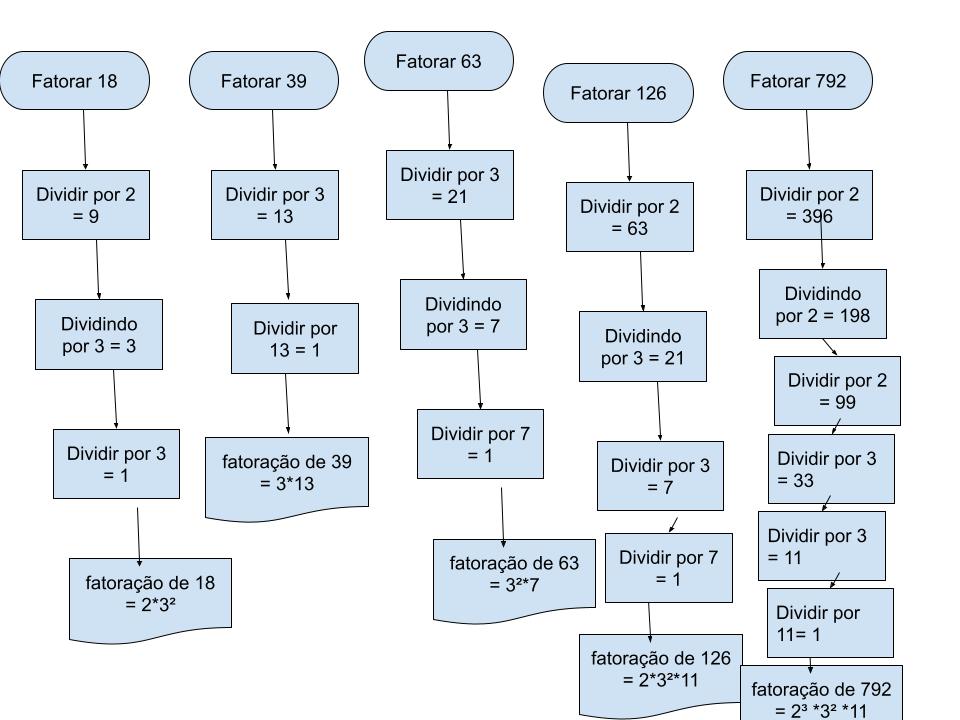 Fatorar 18
Dividir por 2
= 9
Dividindo
por 3 = 3
Dividir por 3
= 1
fatoração de 18
= 2*3²
Fatorar 39
Dividir por 3
= 13
Dividir por
13 = 1
fatoração de 39
= 3*13
Fatorar 63
Dividir por 3
= 21
Dividindo
por 3 = 7
Dividir por 7
= 1
fatoração de 63
= 3²*7
Fatorar 126
Dividir por 2
= 63
Dividindo
por 3 = 21
Dividir por 3
= 7
Dividir por 7
= 1
fatoração de 126
= 2*3²*11
Fatorar 792
Dividir por 2
= 396
Dividindo
por 2 = 198
Dividir por 2
= 99
Dividir por 3
= 33
Dividir por 3
= 11
Dividir por
11= 1
fatoração de 792
= 2³ *3² *11